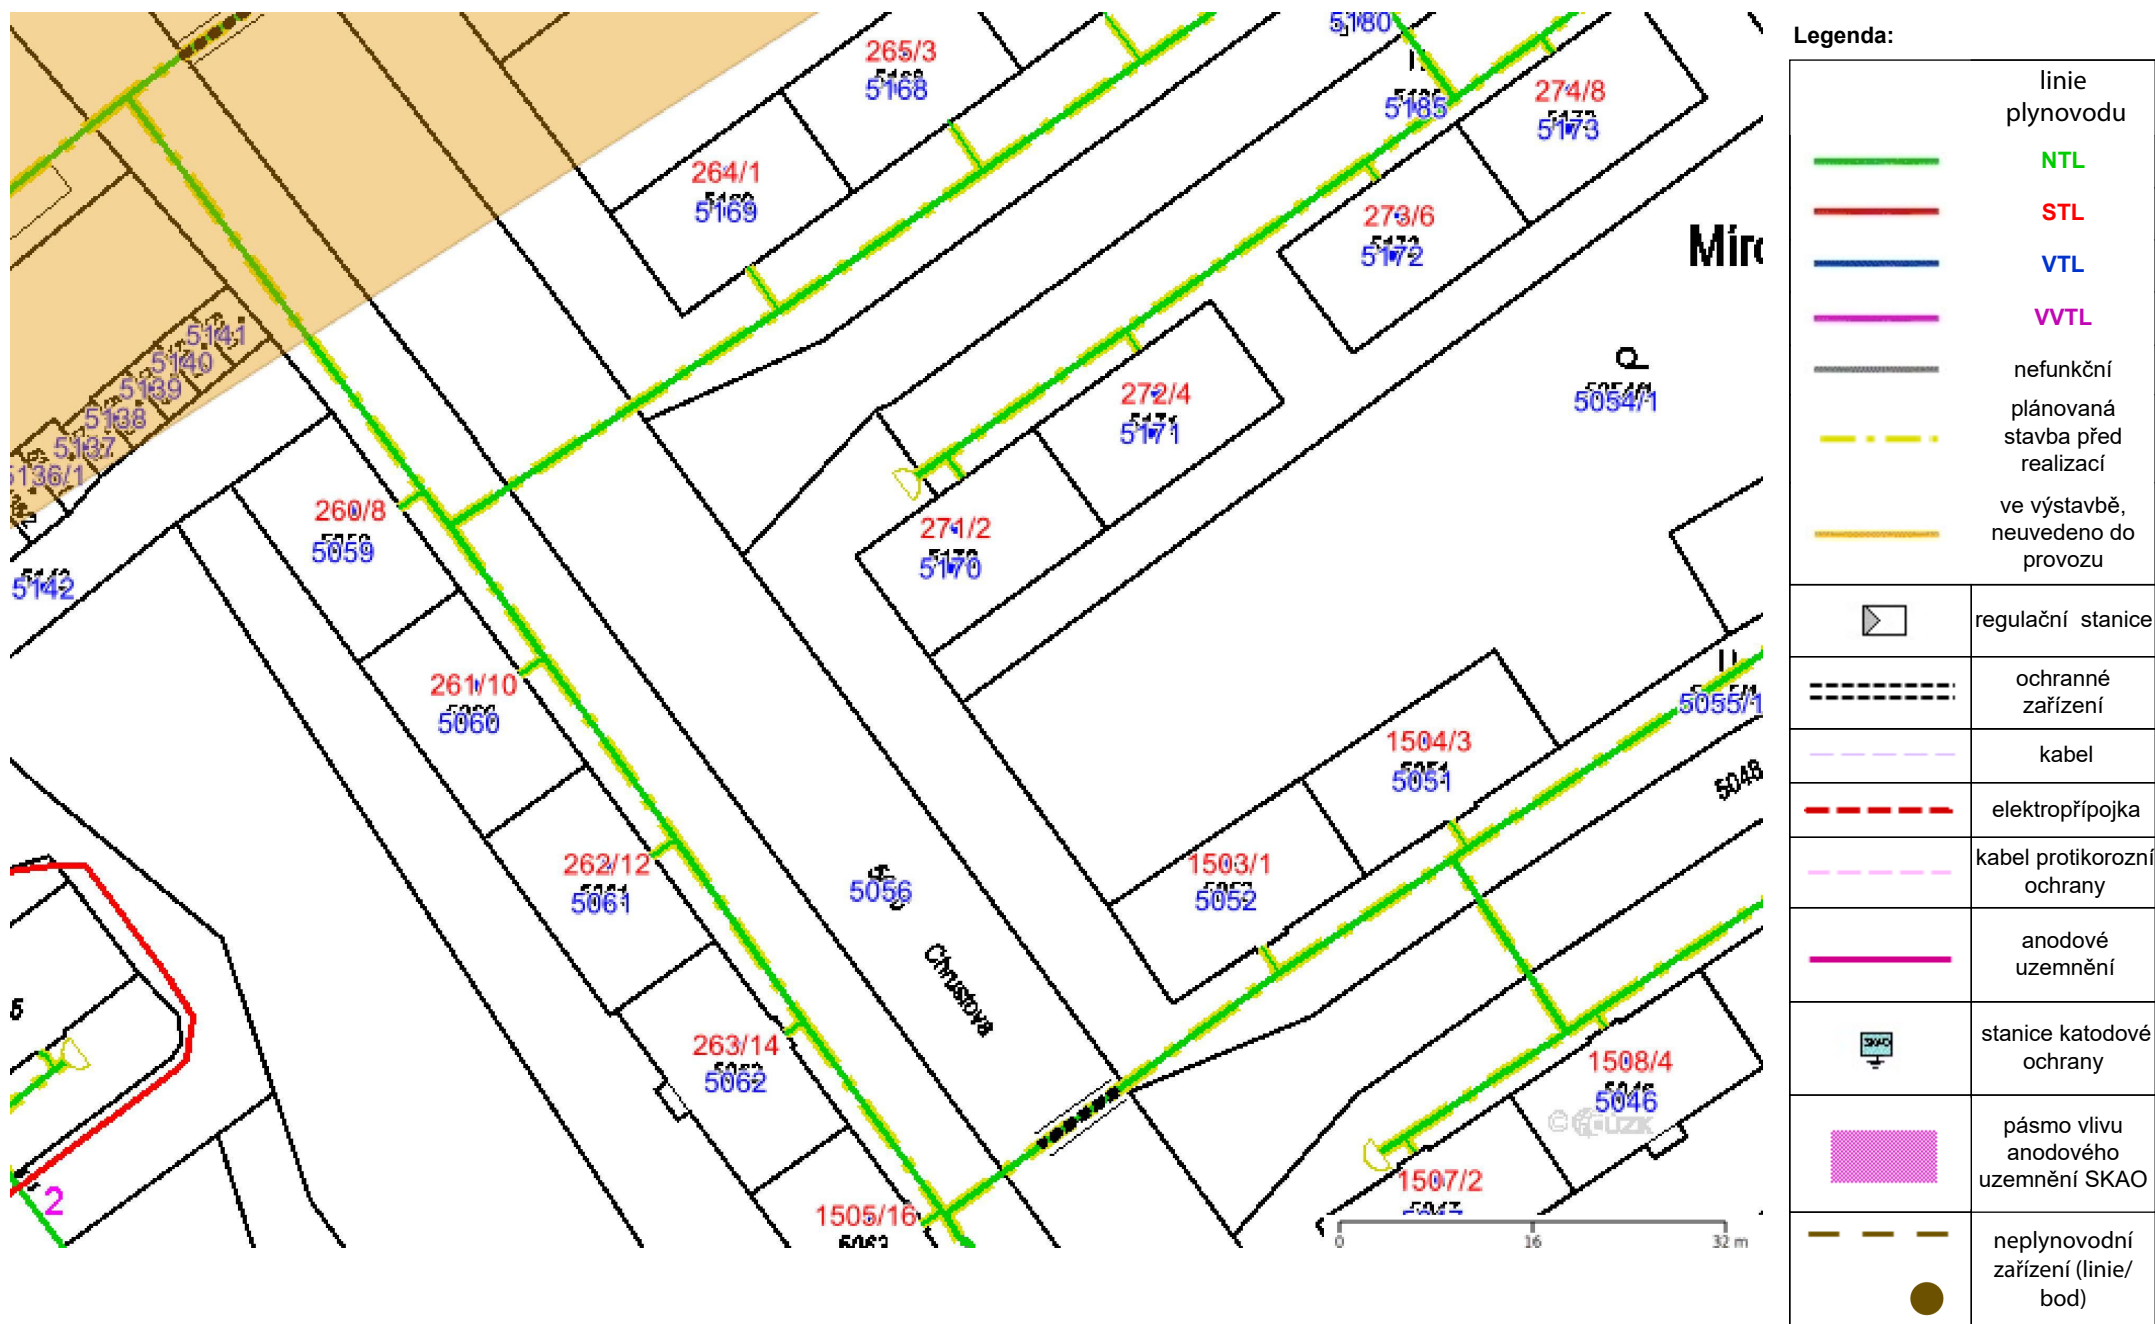 5180
265/3
5168
5185
274/8
5173
264/1
5169
273/6
5172
Míro
5141
5140
5139
5138
5137
5136/1
272/4
5171
5054/1
260/8
5059
271/2
5170
5142
261/10
5060
5055/1
1504/3
5051
5048
262/12
5061
5056
1503/1
5052
Chrustova
263/14
5062
1508/4
5046
2
1507/2
1505/16
5063
0
16
32 m
Legenda:
linie
plynovodu
NTL
STL
VTL
VVTL
nefunkční
plánovaná
stavba před
realizací
ve výstavbě,
neuvedeno do
provozu
regulační stanice
ochranné
zařízení
kabel
elektropřípojka
kabel protikorozní
ochrany
anodové
uzemnění
SKAO
stanice katodové
ochrany
pásmo vlivu
anodového
uzemnění SKAO
neplynovodní
zařízení (linie/
bod)